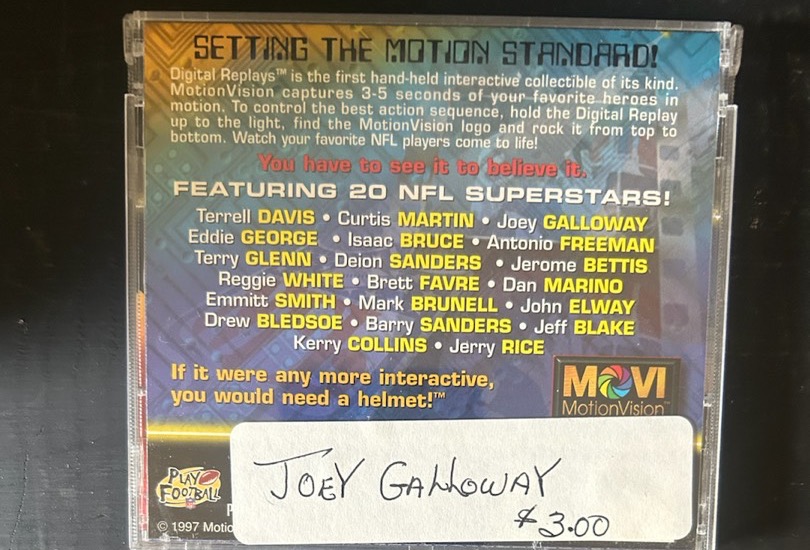 SETTING THE MOTION STANDARD!
Digital Replays™ is the first hand-held interactive collectible of its kind.
MotionVision captures 3-5 seconds of your favorite heroes in
motion. To control the best action sequence, hold the Digital Replay
up to the light, find the MotionVision logo and rock it from top to
bottom. Watch your favorite NFL players come to life!
You have to see it to believe it.
FEATURING 20 NFL SUPERSTARS!
Terrell DAVIS • Curtis MARTIN • Joey GALLOWAY
Eddie GEORGE • Isaac BRUCE • Antonio FREEMAN
Terry GLENN • Deion SANDERS • Jerome BETTIS
Reggie WHITE • Brett FAVRE • Dan MARINO
Emmitt SMITH • Mark BRUNELL • John ELWAY
Drew BLEDSOE • Barry SANDERS • Jeff BLAKE
Kerry COLLINS • Jerry RICE
If it were any more interactive,
you would need a helmet!™
MOVI
MotionVision™
JOEY GALLOWAY
$3.00
PLAY
FOOTBALL
© 1997